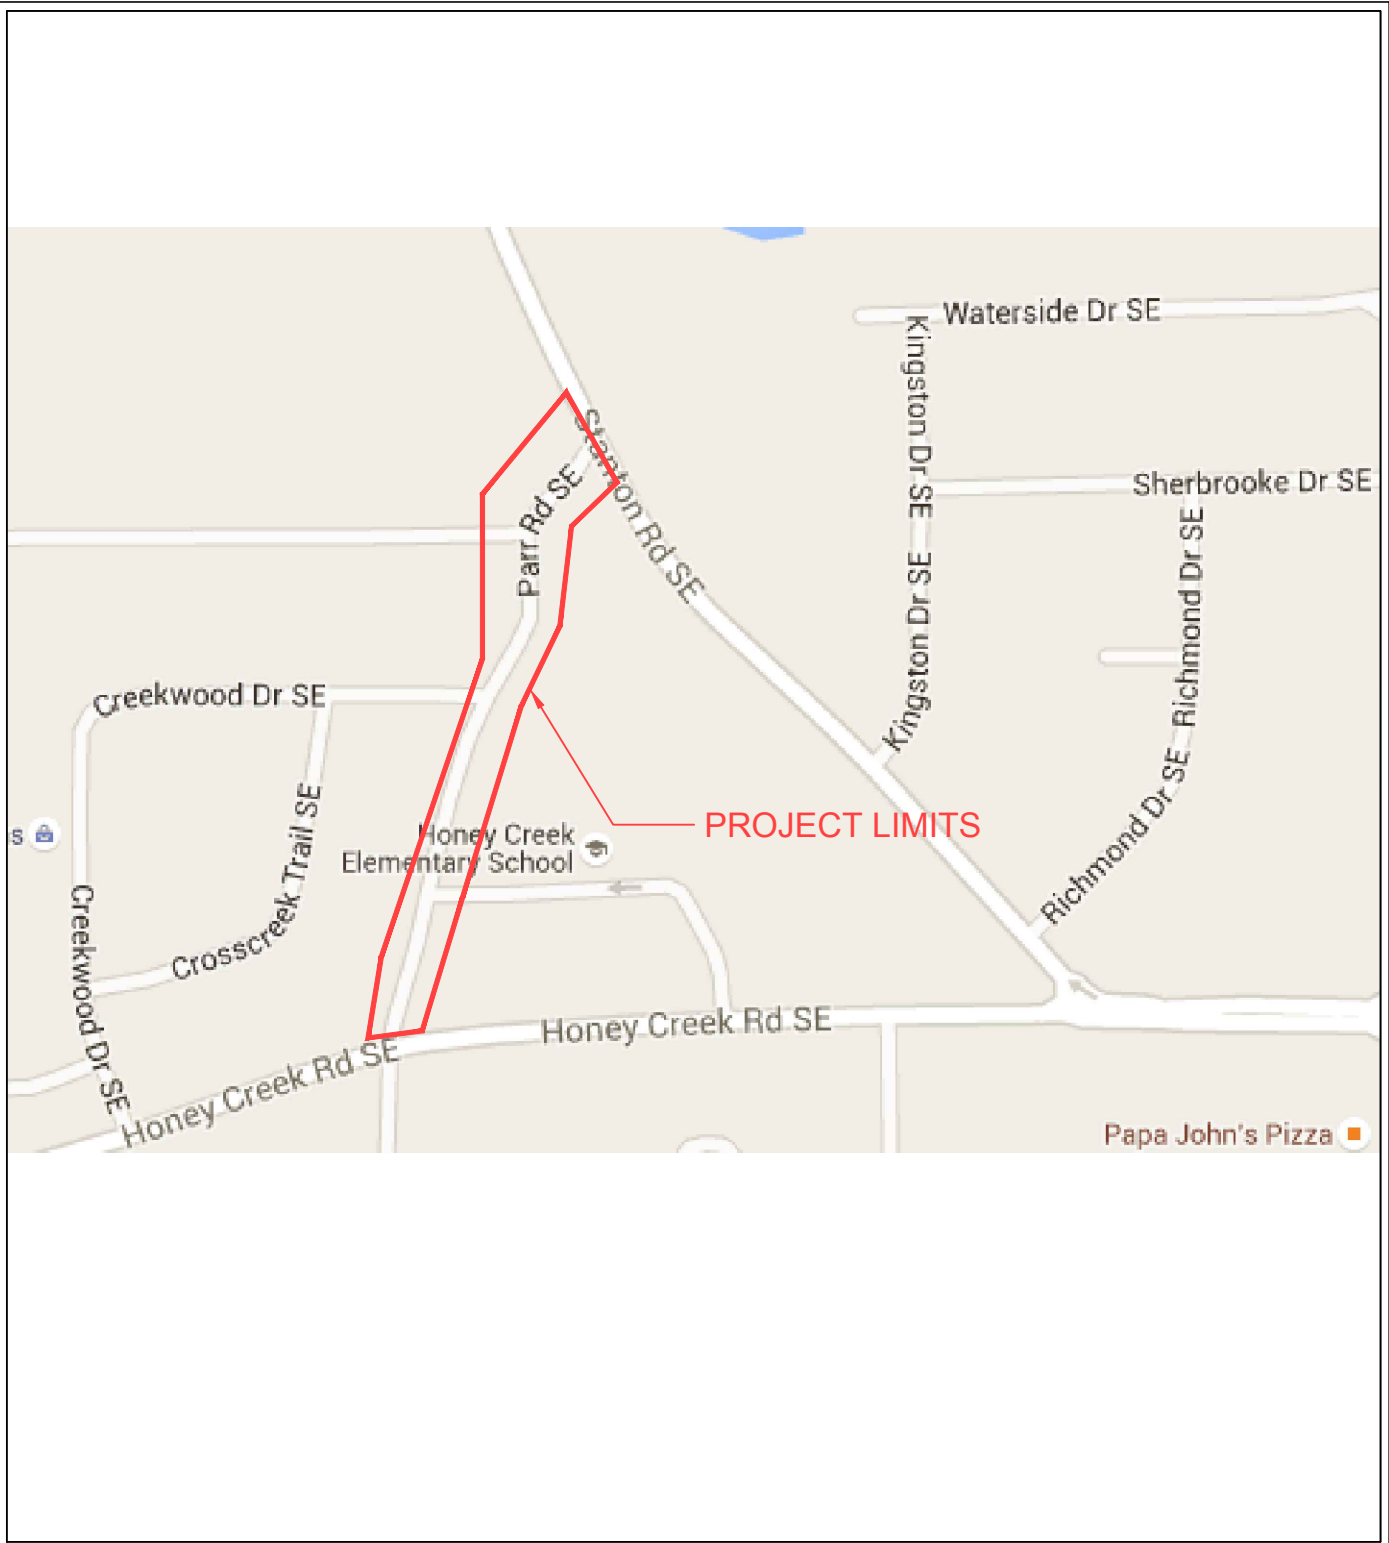 Waterside Dr SE
Kingston Dr SE
Stanton Rd SE
Parr Rd SE
Sherbrooke Dr SE
Richmond Dr SE
Kingston Dr SE
Creekwood Dr SE
Richmond Dr SE
Crosscreek Trail SE
PROJECT LIMITS
s
Honey Creek
Elementary School
Creekwood Dr SE
Honey Creek Rd SE
Honey Creek Rd SE
Papa John's Pizza